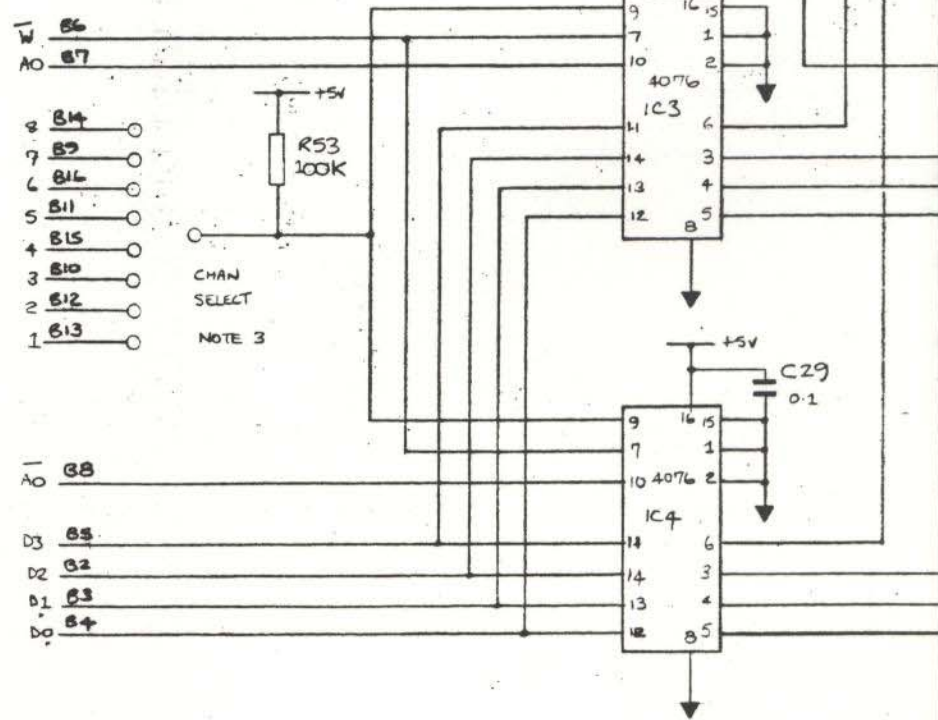 9
16 15
W B6
7
1
A0 B7
10
2
4076
IC3
+5V
8 B14
11
6
R53
100K
7 B9
14
3
6 B16
13
4
5 B11
12
5
8
4 B15
CHAN
SELECT
3 B10
2 B12
1 B13
NOTE 3
+5V
C29
0.1
9
16 15
7
1
A0 B8
10 4076 2
IC4
D3 B5
11
6
D2 B2
14
3
D1 B3
13
4
D0 B4
12
8 5